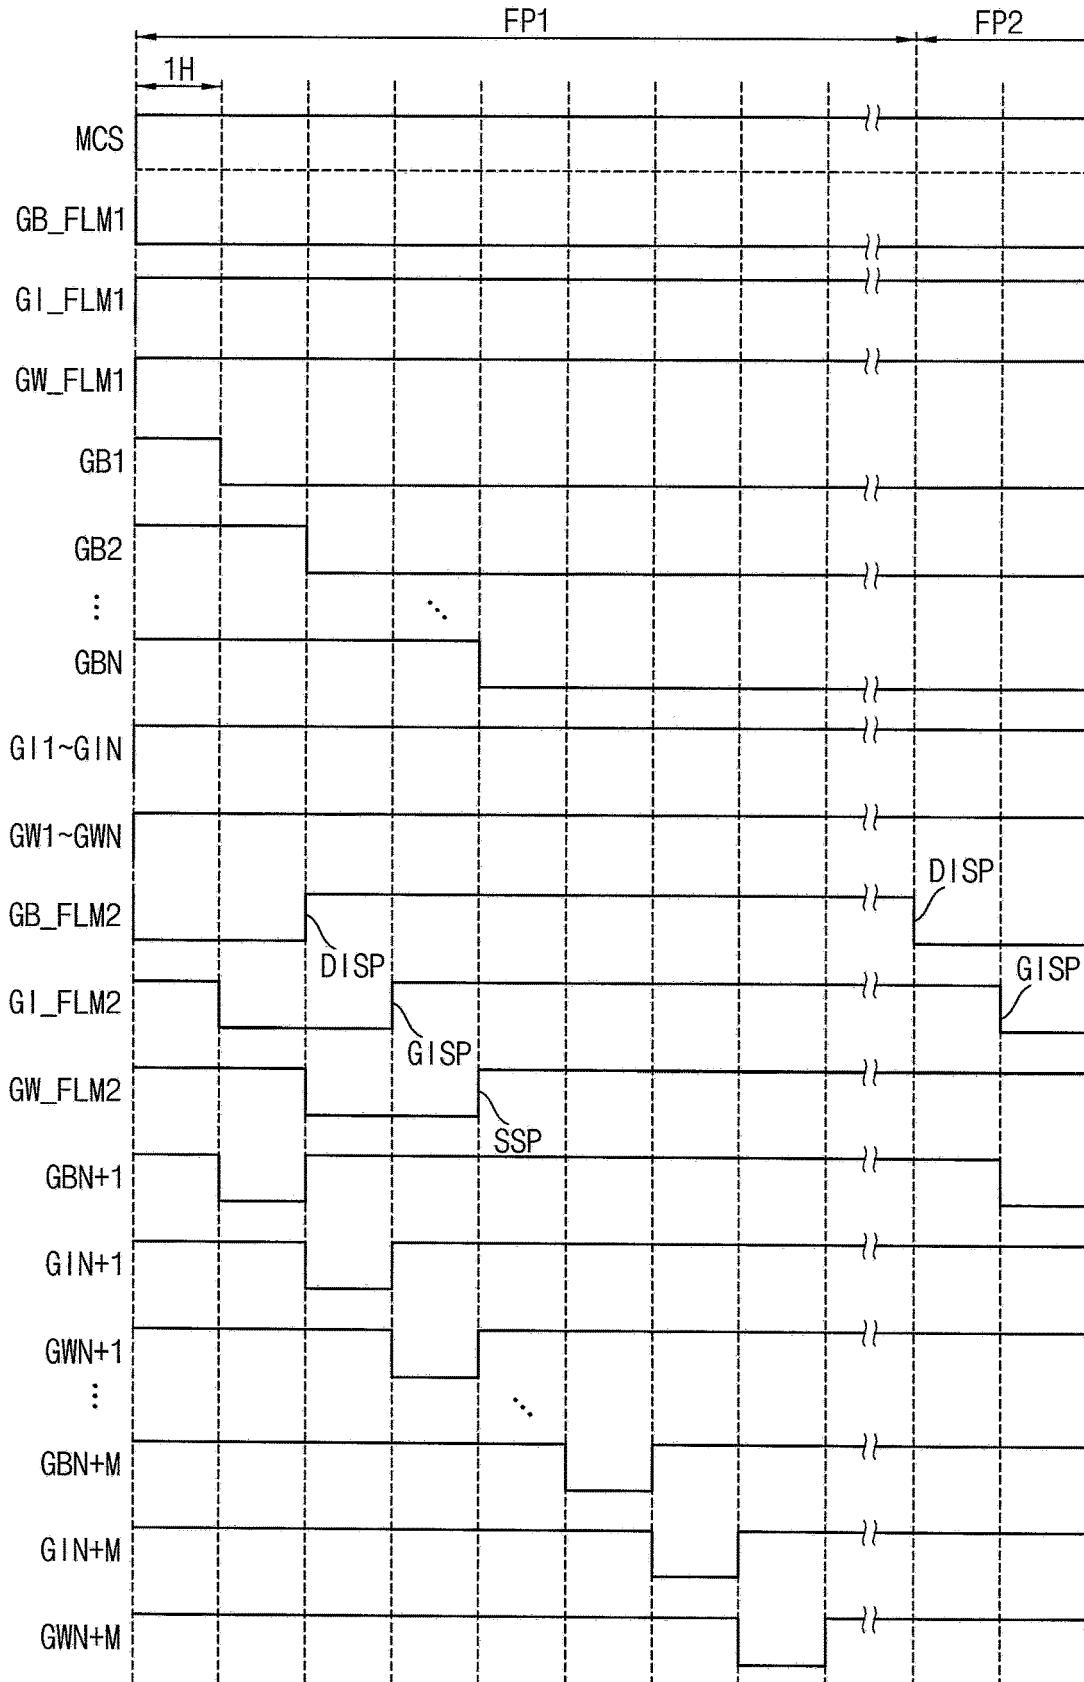 FP1
FP2
1H
MCS
GB_FLM1
GI_FLM1
GW_FLM1
GB1
GB2
⋮
⋱
GBN
GI1~GIN
GW1~GWN
GB_FLM2
DISP
DISP
GI_FLM2
GISP
GISP
GW_FLM2
SSP
GBN+1
GIN+1
GWN+1
⋮
⋱
GBN+M
GIN+M
GWN+M